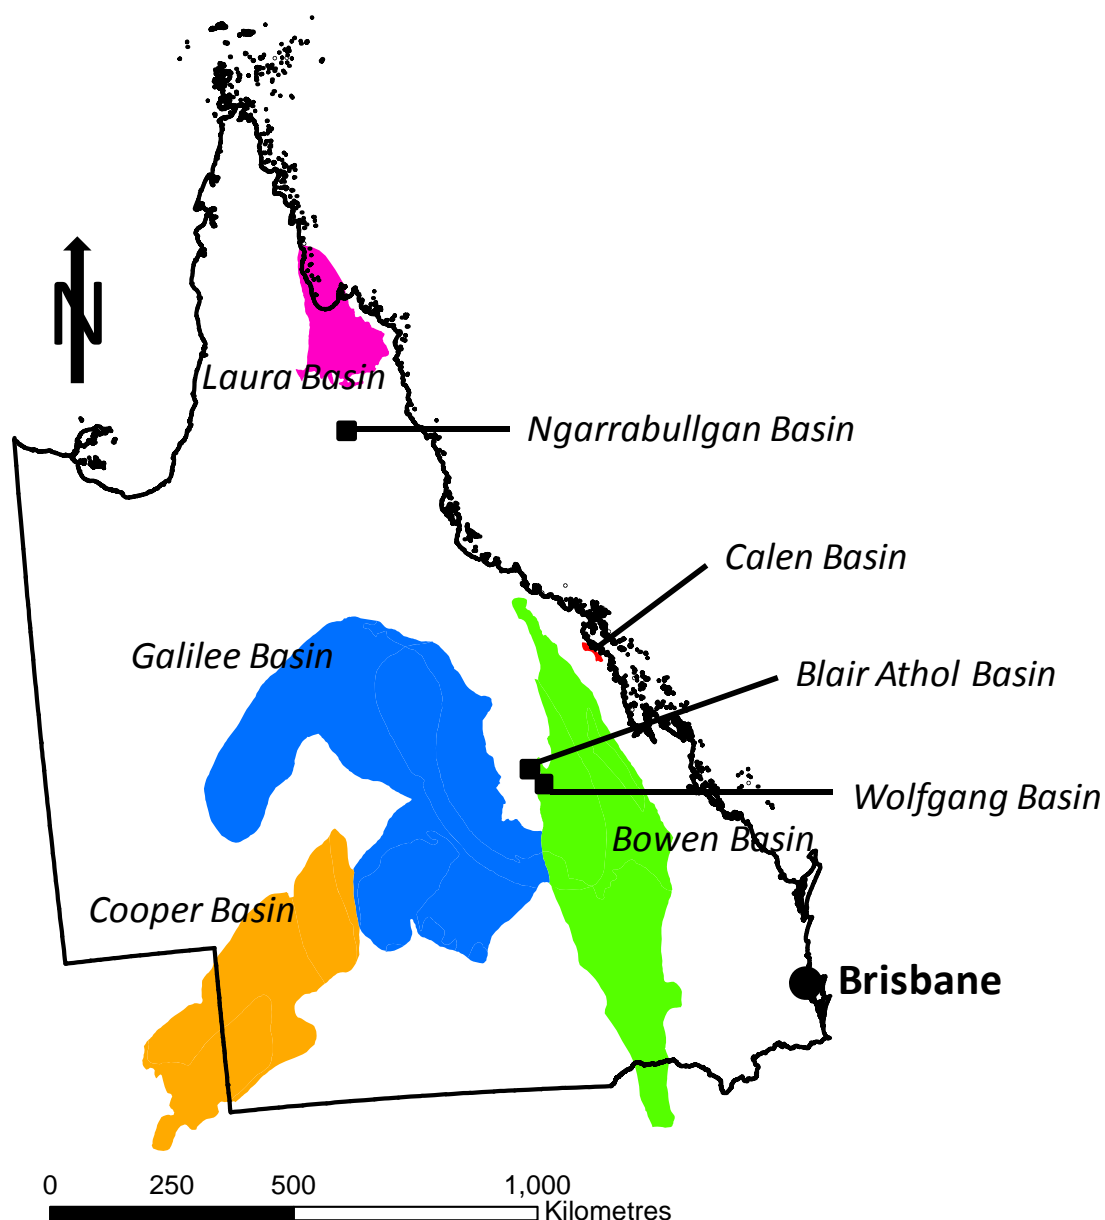 N
Laura Basin
Ngarrabullgan Basin
Calen Basin
Galilee Basin
Blair Athol Basin
Wolfgang Basin
Bowen Basin
Cooper Basin
Brisbane
0 250 500 1,000
Kilometres